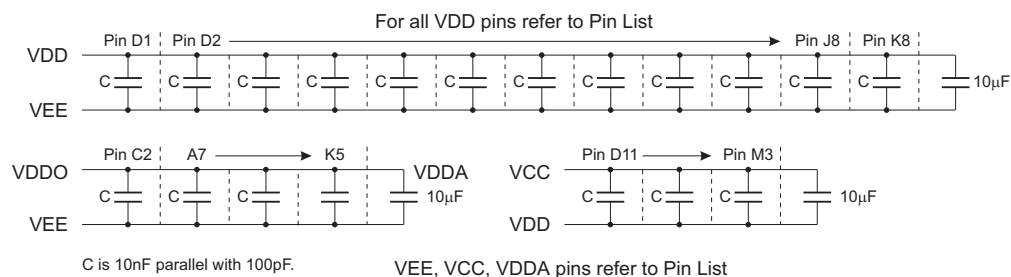 For all VDD pins refer to Pin List
Pin D1 Pin D2 Pin J8 Pin K8
VDD
C C C C C C C C C C C C 10μF
VEE
Pin C2 A7 K5
VDDO VDDA
C C C C 10μF
VEE
Pin D11 Pin M3
VCC
C C C 10μF
VDD
C is 10nF parallel with 100pF.
VEE, VCC, VDDA pins refer to Pin List